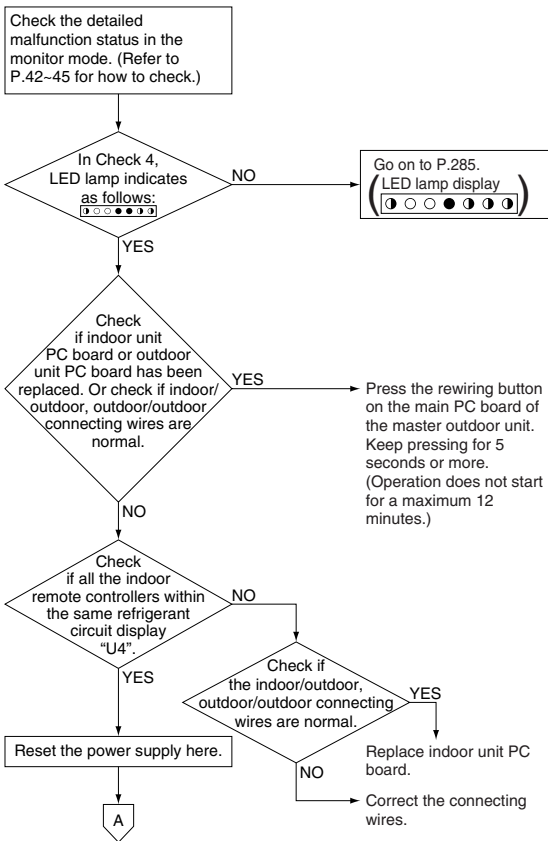 Check the detailed
malfunction status in the
monitor mode. (Refer to
P.42~45 for how to check.)
In Check 4,
LED lamp indicates
as follows:
◑ ○ ○ ● ● ◑ ◑
NO
Go on to P.285.
(LED lamp display
◑ ○ ○ ● ◑ ◑ ◑)
YES
Check
if indoor unit
PC board or outdoor
unit PC board has been
replaced. Or check if indoor/
outdoor, outdoor/outdoor
connecting wires are
normal.
YES
Press the rewiring button
on the main PC board of
the master outdoor unit.
Keep pressing for 5
seconds or more.
(Operation does not start
for a maximum 12
minutes.)
NO
Check
if all the indoor
remote controllers within
the same refrigerant
circuit display
“U4”.
NO
YES
Check if
the indoor/outdoor,
outdoor/outdoor connecting
wires are normal.
YES
Replace indoor unit PC
board.
NO
Correct the connecting
wires.
Reset the power supply here.
A